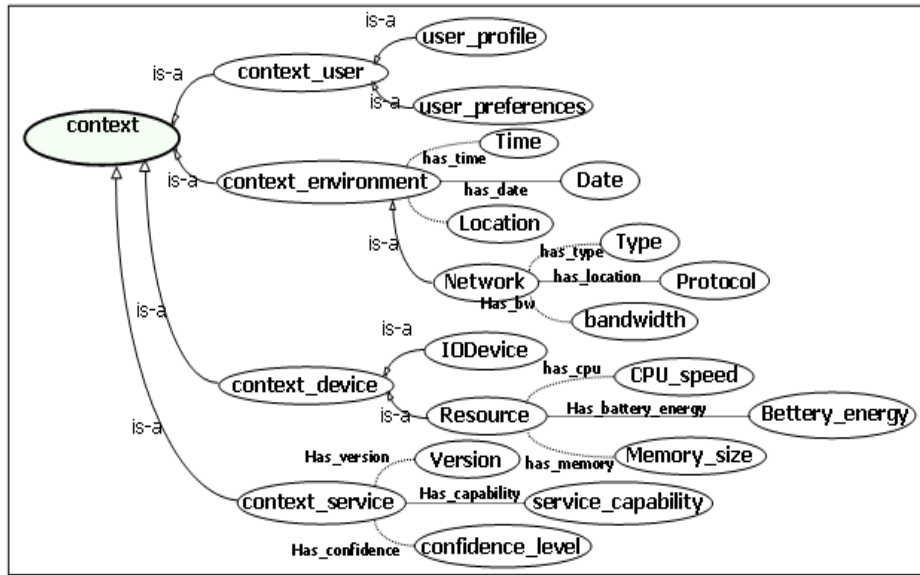 is-a
user_profile
is-a
context_user
is-a
user_preferences
context
Time
has_time
is-a
context_environment
has_date
Date
Location
is-a
Type
has_type
Network
has_location
Protocol
Has_bw
bandwidth
is-a
IODevice
is-a
has_cpu
CPU_speed
context_device
is-a
Resource
Has_battery_energy
Bettery_energy
is-a
Has_version
Version
has_memory
Memory_size
context_service
Has_capability
service_capability
Has_confidence
confidence_level